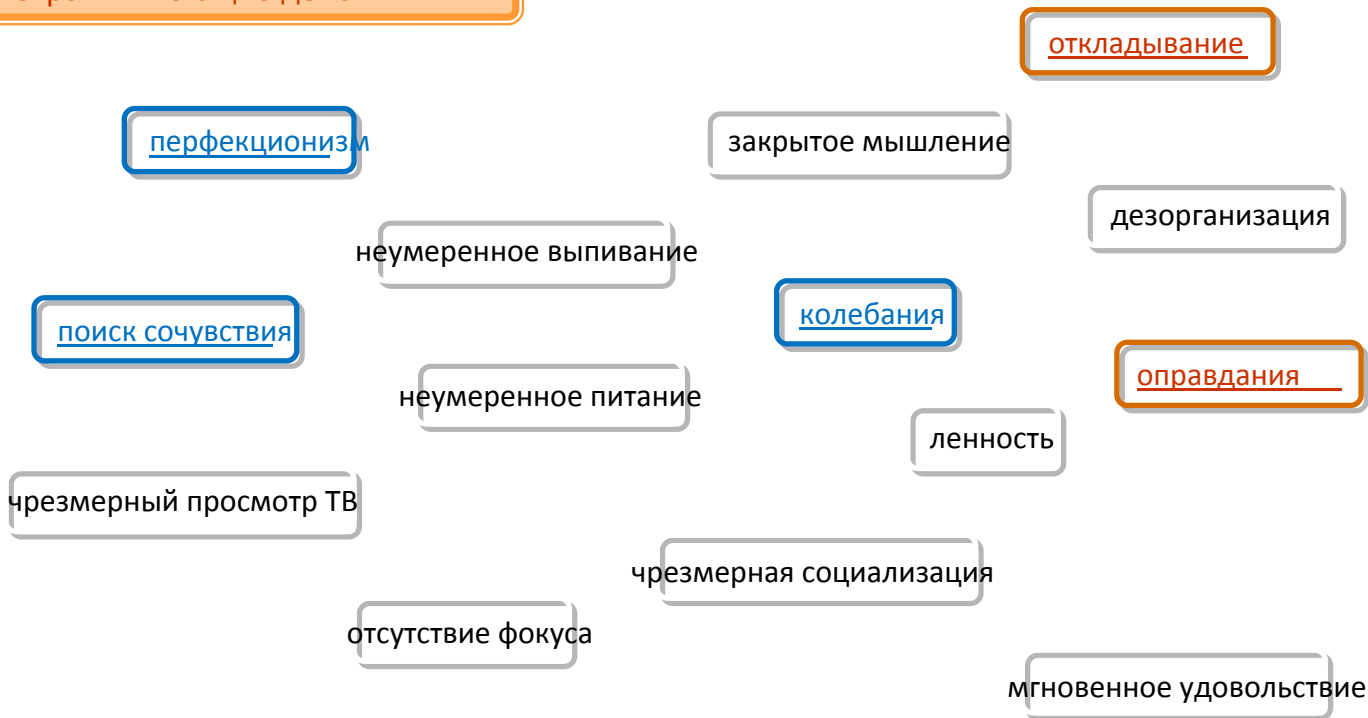 откладывание
перфекционизм
закрытое мышление
дезорганизация
неумеренное выпивание
поиск сочувствия
колебания
неумеренное питание
оправдания
ленность
чрезмерный просмотр ТВ
чрезмерная социализация
отсутствие фокуса
мгновенное удовольствие